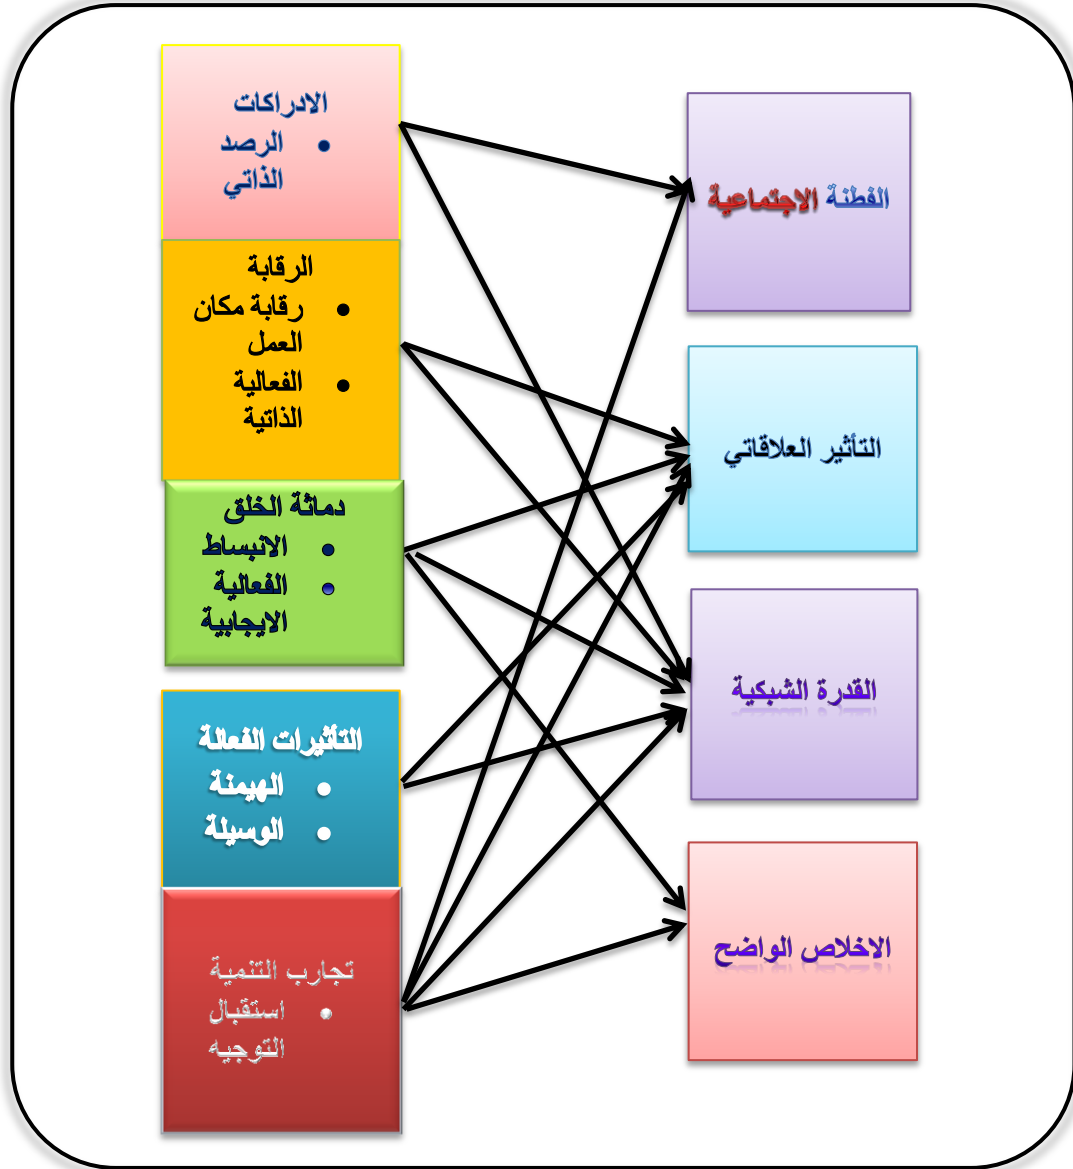 الادراكات
• الرصد
الذاتي
الرقابة
• رقابة مكان
العمل
• الفعالية
الذاتية
دماثة الخلق
• الانبساط
• الفعالية
الايجابية
التأثيرات الفعالة
• الهيمنة
• الوسيلة
تجارب التنمية
• استقبال
التوجيه
الفطنة الاجتماعية
التأثير العلاقاتي
القدرة الشبكية
الاخلاص الواضح